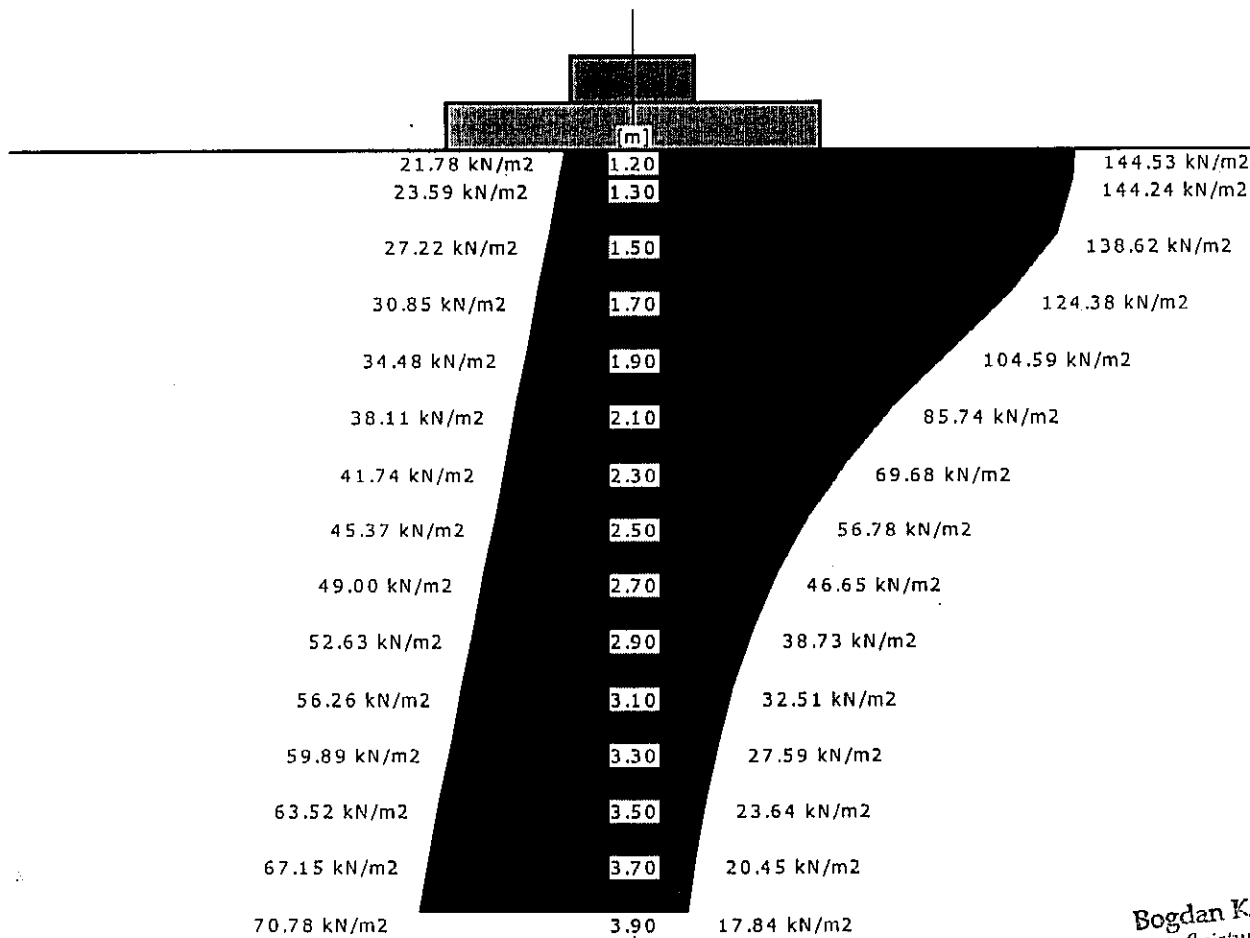 [m]
21.78 kN/m2 1.20 144.53 kN/m2
23.59 kN/m2 1.30 144.24 kN/m2
27.22 kN/m2 1.50 138.62 kN/m2
30.85 kN/m2 1.70 124.38 kN/m2
34.48 kN/m2 1.90 104.59 kN/m2
38.11 kN/m2 2.10 85.74 kN/m2
41.74 kN/m2 2.30 69.68 kN/m2
45.37 kN/m2 2.50 56.78 kN/m2
49.00 kN/m2 2.70 46.65 kN/m2
52.63 kN/m2 2.90 38.73 kN/m2
56.26 kN/m2 3.10 32.51 kN/m2
59.89 kN/m2 3.30 27.59 kN/m2
63.52 kN/m2 3.50 23.64 kN/m2
67.15 kN/m2 3.70 20.45 kN/m2
70.78 kN/m2 3.90 17.84 kN/m2
Bogdan K